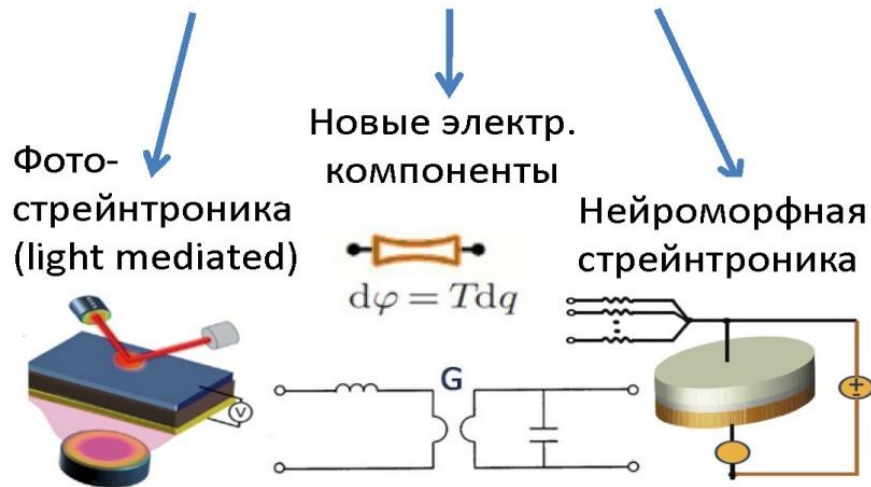 Новые электр.
компоненты
Фото-
стрейнтроника
(light mediated)
Нейроморфная
стрейнтроника
dφ = Tdq
G
V